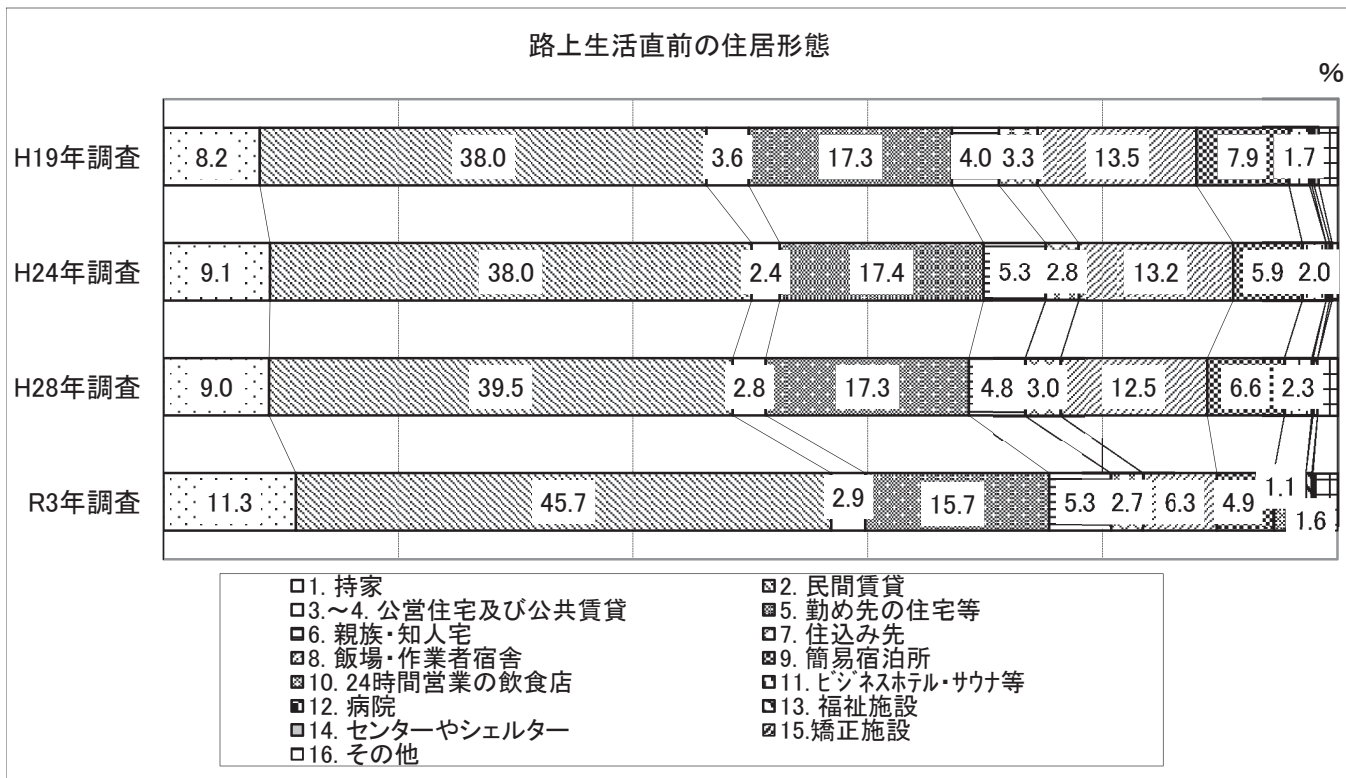 路上生活直前の住居形態
%
H19年調査 8.2 38.0 3.6 17.3 4.0 3.3 13.5 7.9 1.7
H24年調査 9.1 38.0 2.4 17.4 5.3 2.8 13.2 5.9 2.0
H28年調査 9.0 39.5 2.8 17.3 4.8 3.0 12.5 6.6 2.3
R3年調査 11.3 45.7 2.9 15.7 5.3 2.7 6.3 4.9 1.1 1.6
1. 持家 2. 民間賃貸
3.～4. 公営住宅及び公共賃貸 5. 勤め先の住宅等
6. 親族・知人宅 7. 住込み先
8. 飯場・作業者宿舎 9. 簡易宿泊所
10. 24時間営業の飲食店 11. ﾋﾞｼﾞﾈｽﾎﾃﾙ・ｻｳﾅ等
12. 病院 13. 福祉施設
14. センターやシェルター 15.矯正施設
16. その他